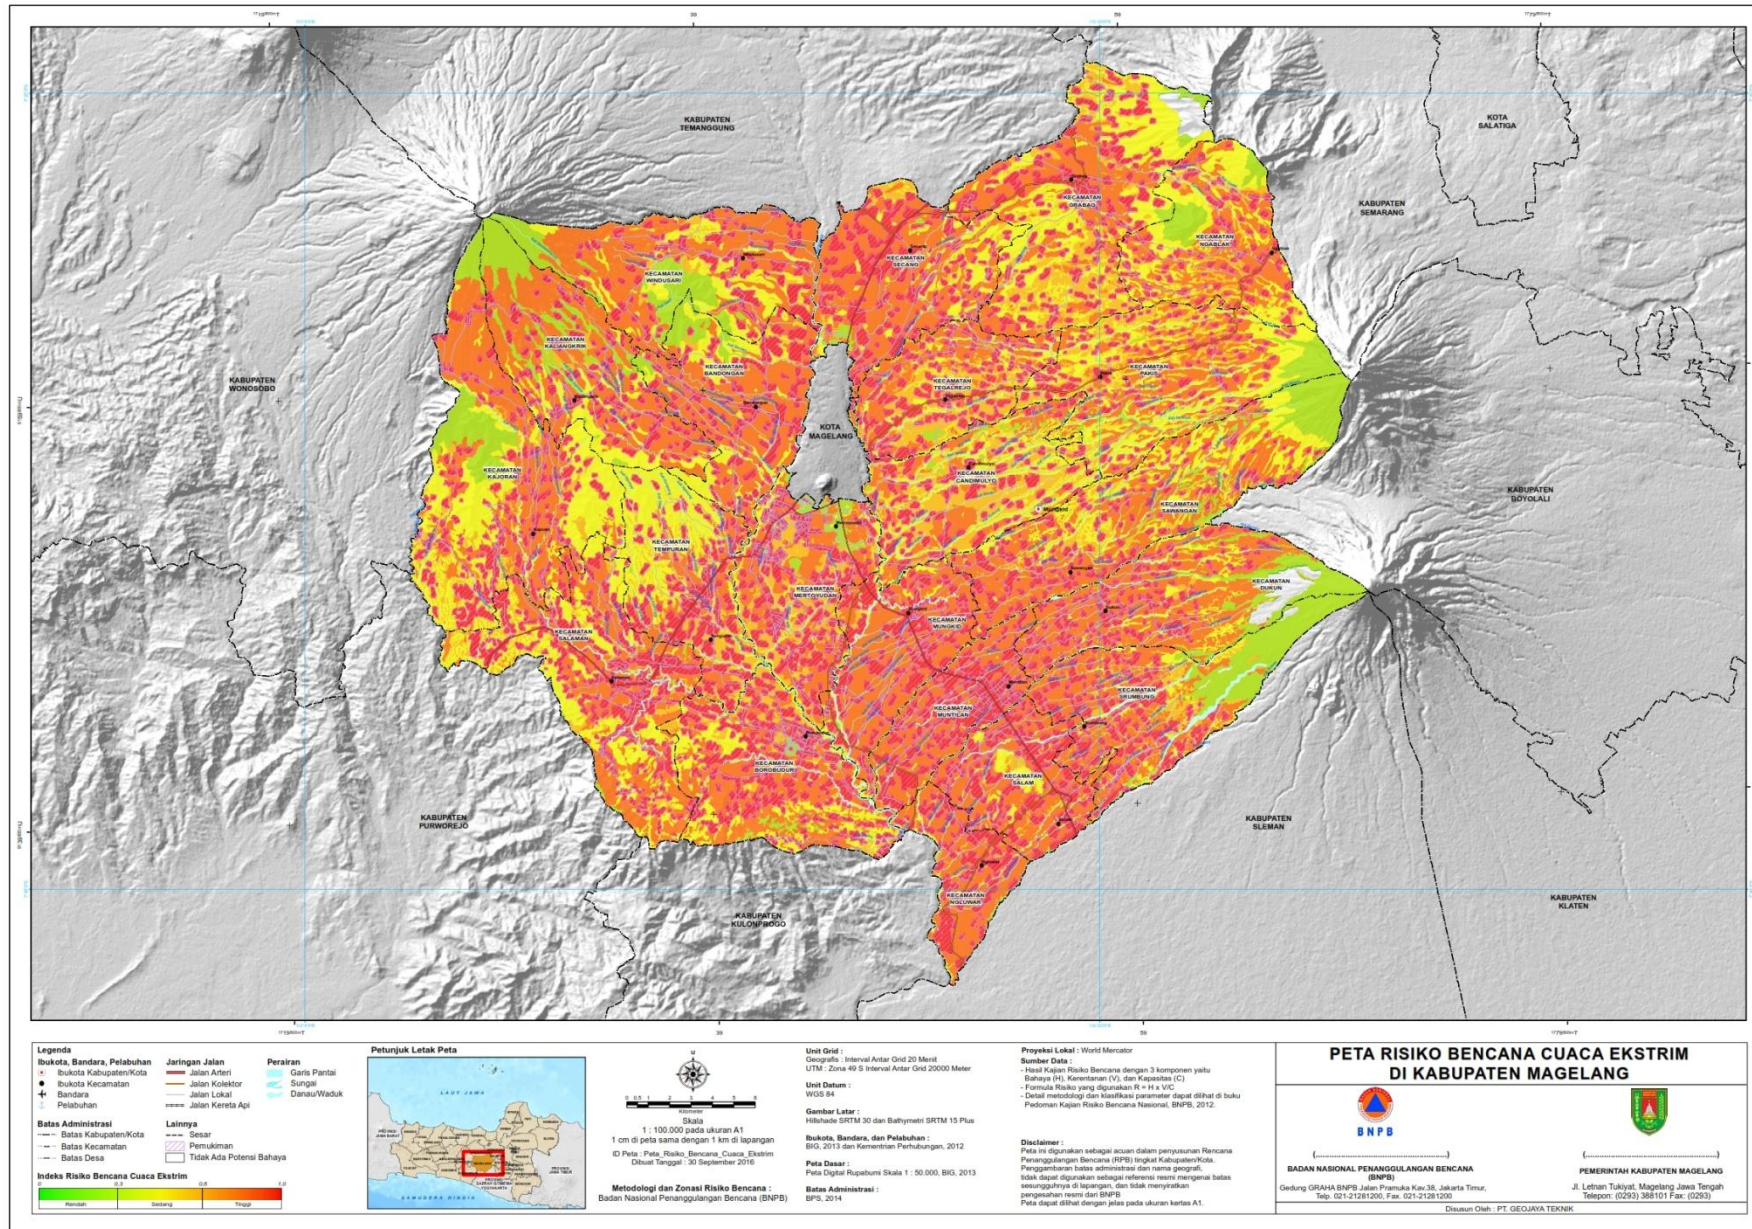 KABUPATEN
TEMANGGUNG
KOTA
SALATIGA
KABUPATEN
SEMARANG
KECAMATAN
GRABAG
KECAMATAN
NGABLAK
KECAMATAN
SECANG
KECAMATAN
WINDUSARI
KECAMATAN
KALIANGKRIK
KECAMATAN
BANDONGAN
KECAMATAN
TEGALREJO
KECAMATAN
PAKIS
KABUPATEN
WONOSOBO
KOTA
MAGELANG
KECAMATAN
KAJORAN
KECAMATAN
CANDIMULYO
KECAMATAN
SAWANGAN
KABUPATEN
BOYOLALI
KECAMATAN
TEMPURAN
KECAMATAN
MERTOYUDAN
KECAMATAN
DUKUN
KECAMATAN
MUNGKID
KECAMATAN
SALAMAN
KECAMATAN
SRUMBUNG
KECAMATAN
MUNTILAN
KECAMATAN
BOROBUDUR
KECAMATAN
SALAM
KABUPATEN
PURWOREJO
KABUPATEN
SLEMAN
KECAMATAN
NGLUWAR
KABUPATEN
KULONPROGO
KABUPATEN
KLATEN
Legenda
Ibukota, Bandara, Pelabuhan
Ibukota Kabupaten/Kota
Ibukota Kecamatan
Bandara
Pelabuhan
Jaringan Jalan
Jalan Arteri
Jalan Kolektor
Jalan Lokal
Jalan Kereta Api
Perairan
Garis Pantai
Sungai
Danau/Waduk
Batas Administrasi
Batas Kabupaten/Kota
Batas Kecamatan
Batas Desa
Lainnya
Sesar
Pemukiman
Tidak Ada Potensi Bahaya
Indeks Risiko Bencana Cuaca Ekstrim
0 0,3 0,6 1,0
Rendah Sedang Tinggi
Petunjuk Letak Peta
LAUT JAWA
SAMUDERA HINDIA
Kilometer
Skala
1 : 100.000 pada ukuran A1
1 cm di peta sama dengan 1 km di lapangan
ID Peta : Peta_Risiko_Bencana_Cuaca_Ekstrim
Dibuat Tanggal : 30 September 2016
Metodologi dan Zonasi Risiko Bencana :
Badan Nasional Penanggulangan Bencana (BNPB)
Unit Grid :
Geografis : Interval Antar Grid 20 Menit
UTM : Zona 49 S Interval Antar Grid 20000 Meter
Unit Datum :
WGS 84
Gambar Latar :
Hillshade SRTM 30 dan Bathymetri SRTM 15 Plus
Ibukota, Bandara, dan Pelabuhan :
BIG, 2013 dan Kementrian Perhubungan, 2012
Peta Dasar :
Peta Digital Rupabumi Skala 1 : 50.000, BIG, 2013
Batas Administrasi :
BPS, 2014
Proyeksi Lokal : World Mercator
Sumber Data :
- Hasil Kajian Risiko Bencana dengan 3 komponen yaitu
Bahaya (H), Kerentanan (V), dan Kapasitas (C)
- Formula Risiko yang digunakan R = H x V/C
- Detail metodologi dan klasifikasi parameter dapat dilihat di buku
Pedoman Kajian Risiko Bencana Nasional, BNPB, 2012.
Disclaimer :
Peta ini digunakan sebagai acuan dalam penyusunan Rencana
Penanggulangan Bencana (RPB) tingkat Kabupaten/Kota.
Penggambaran batas administrasi dan nama geografi,
tidak dapat digunakan sebagai referensi resmi mengenai batas
sesungguhnya di lapangan, dan tidak menyiratkan
pengesahan resmi dari BNPB
Peta dapat dilihat dengan jelas pada ukuran kertas A1.
PETA RISIKO BENCANA CUACA EKSTRIM
DI KABUPATEN MAGELANG
BNPB
(................................................)
BADAN NASIONAL PENANGGULANGAN BENCANA
(BNPB)
Gedung GRAHA BNPB Jalan Pramuka Kav.38, Jakarta Timur,
Telp. 021-21281200, Fax. 021-21281200
(................................................)
PEMERINTAH KABUPATEN MAGELANG
Jl. Letnan Tukiyat, Magelang Jawa Tengah
Telepon: (0293) 388101 Fax: (0293)
Disusun Oleh : PT. GEOJAYA TEKNIK